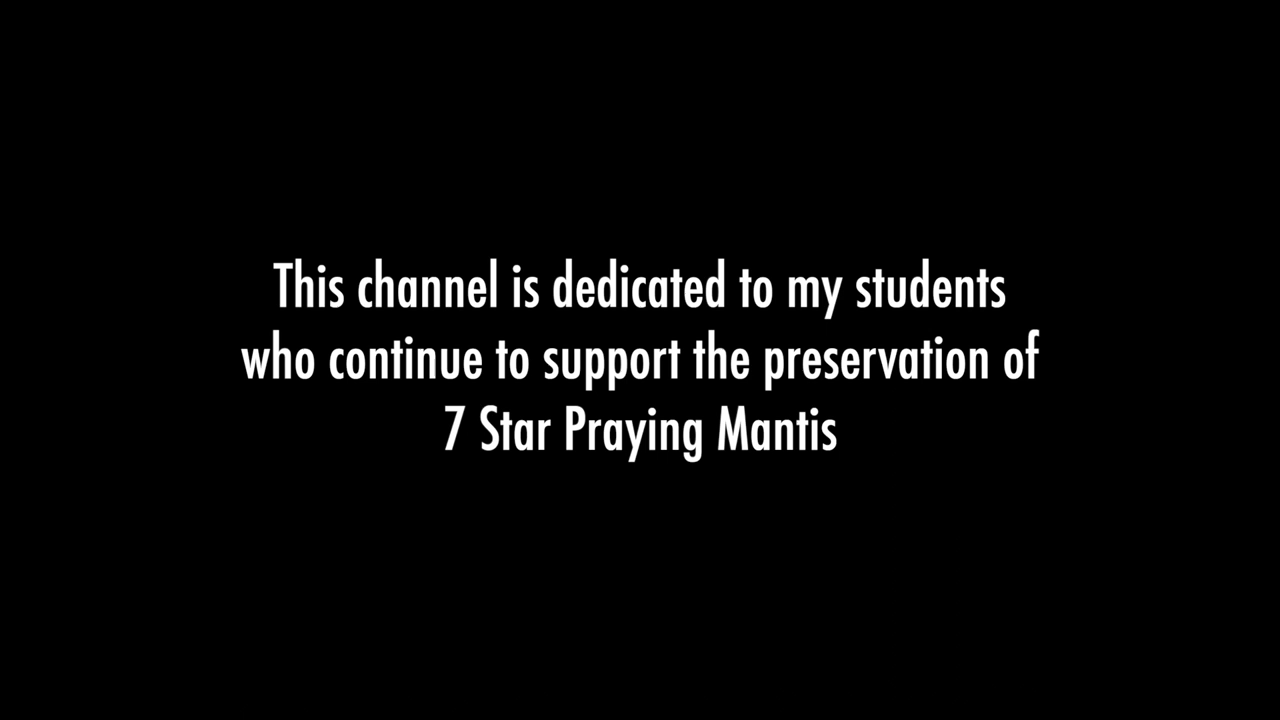 This channel is dedicated to my students
who continue to support the preservation of
7 Star Praying Mantis